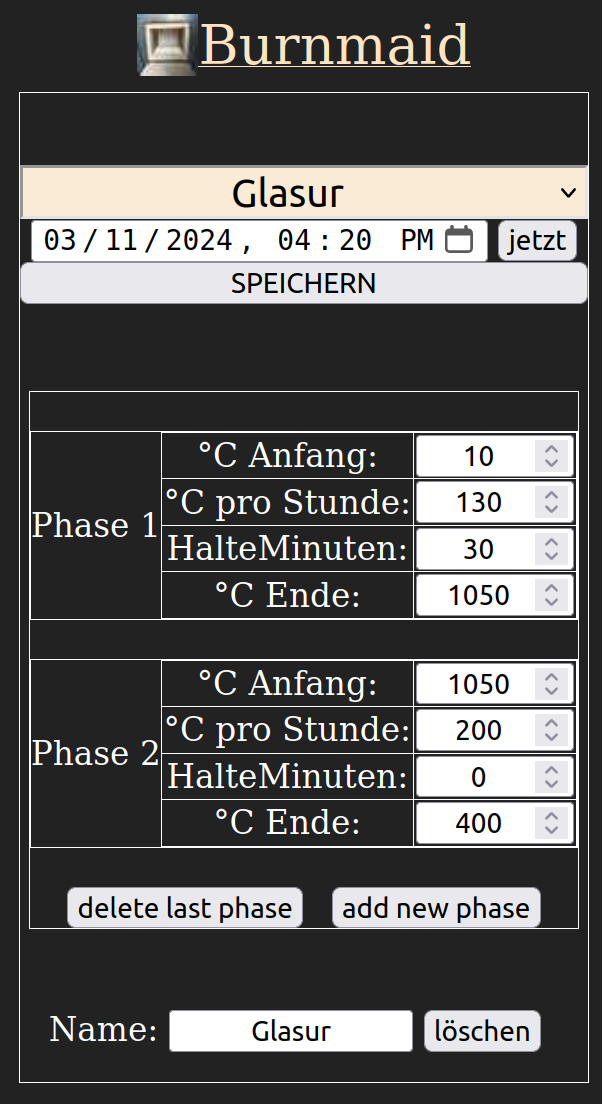 Burnmaid
Glasur
03/11/2024, 04:20 PM jetzt
SPEICHERN
°C Anfang: 10
°C pro Stunde: 130
Phase 1
HalteMinuten: 30
°C Ende: 1050
°C Anfang: 1050
°C pro Stunde: 200
Phase 2
HalteMinuten: 0
°C Ende: 400
delete last phase add new phase
Name: Glasur löschen